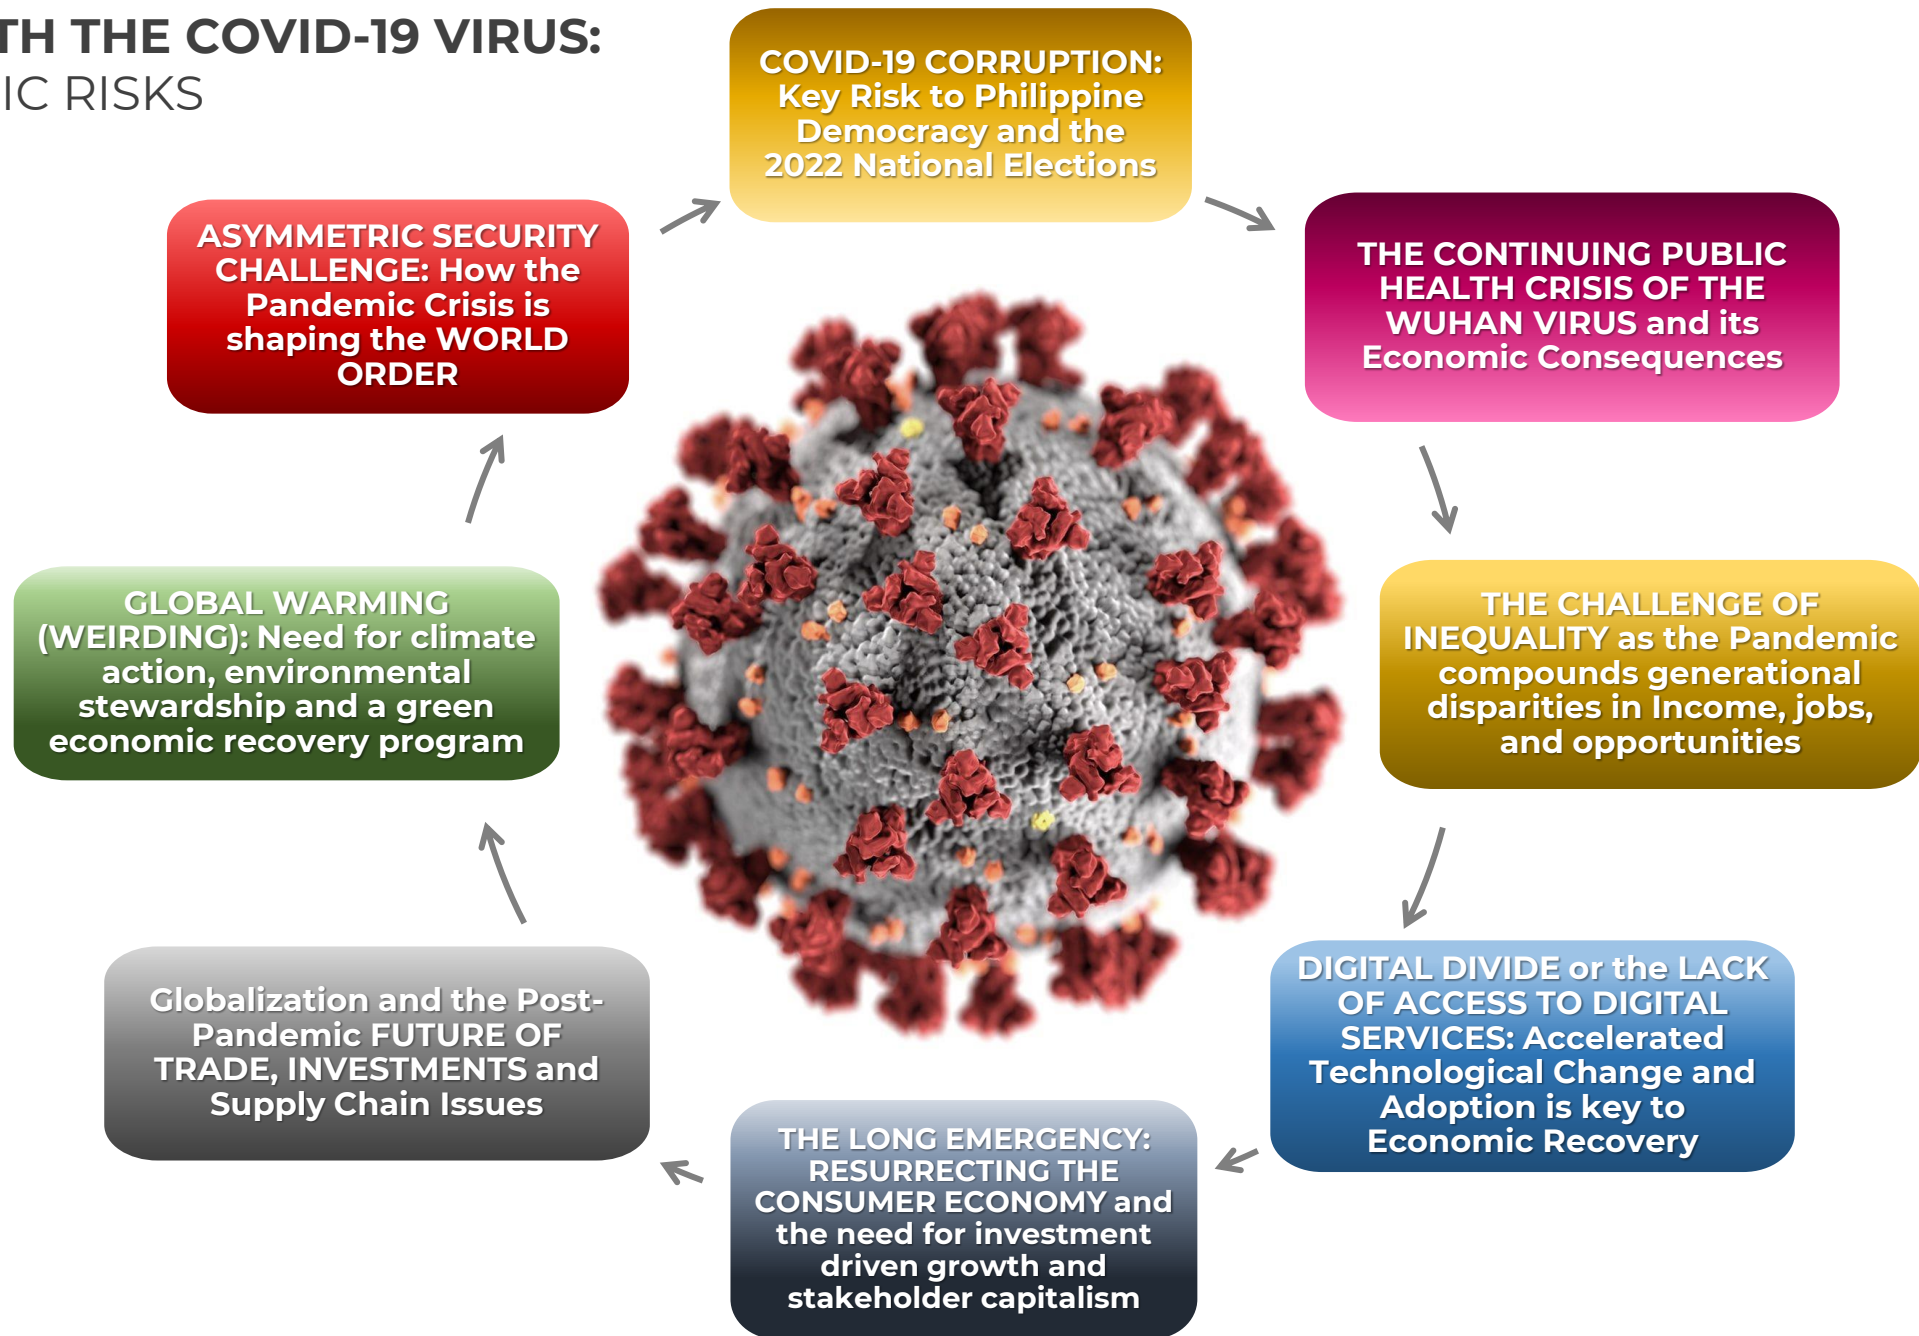 TH THE COVID-19 VIRUS:
IC RISKS
COVID-19 CORRUPTION:
Key Risk to Philippine
Democracy and the
2022 National Elections
THE CONTINUING PUBLIC
HEALTH CRISIS OF THE
WUHAN VIRUS and its
Economic Consequences
THE CHALLENGE OF
INEQUALITY as the Pandemic
compounds generational
disparities in Income, jobs,
and opportunities
DIGITAL DIVIDE or the LACK
OF ACCESS TO DIGITAL
SERVICES: Accelerated
Technological Change and
Adoption is key to
Economic Recovery
THE LONG EMERGENCY:
RESURRECTING THE
CONSUMER ECONOMY and
the need for investment
driven growth and
stakeholder capitalism
Globalization and the Post-
Pandemic FUTURE OF
TRADE, INVESTMENTS and
Supply Chain Issues
GLOBAL WARMING
(WEIRDING): Need for climate
action, environmental
stewardship and a green
economic recovery program
ASYMMETRIC SECURITY
CHALLENGE: How the
Pandemic Crisis is
shaping the WORLD
ORDER